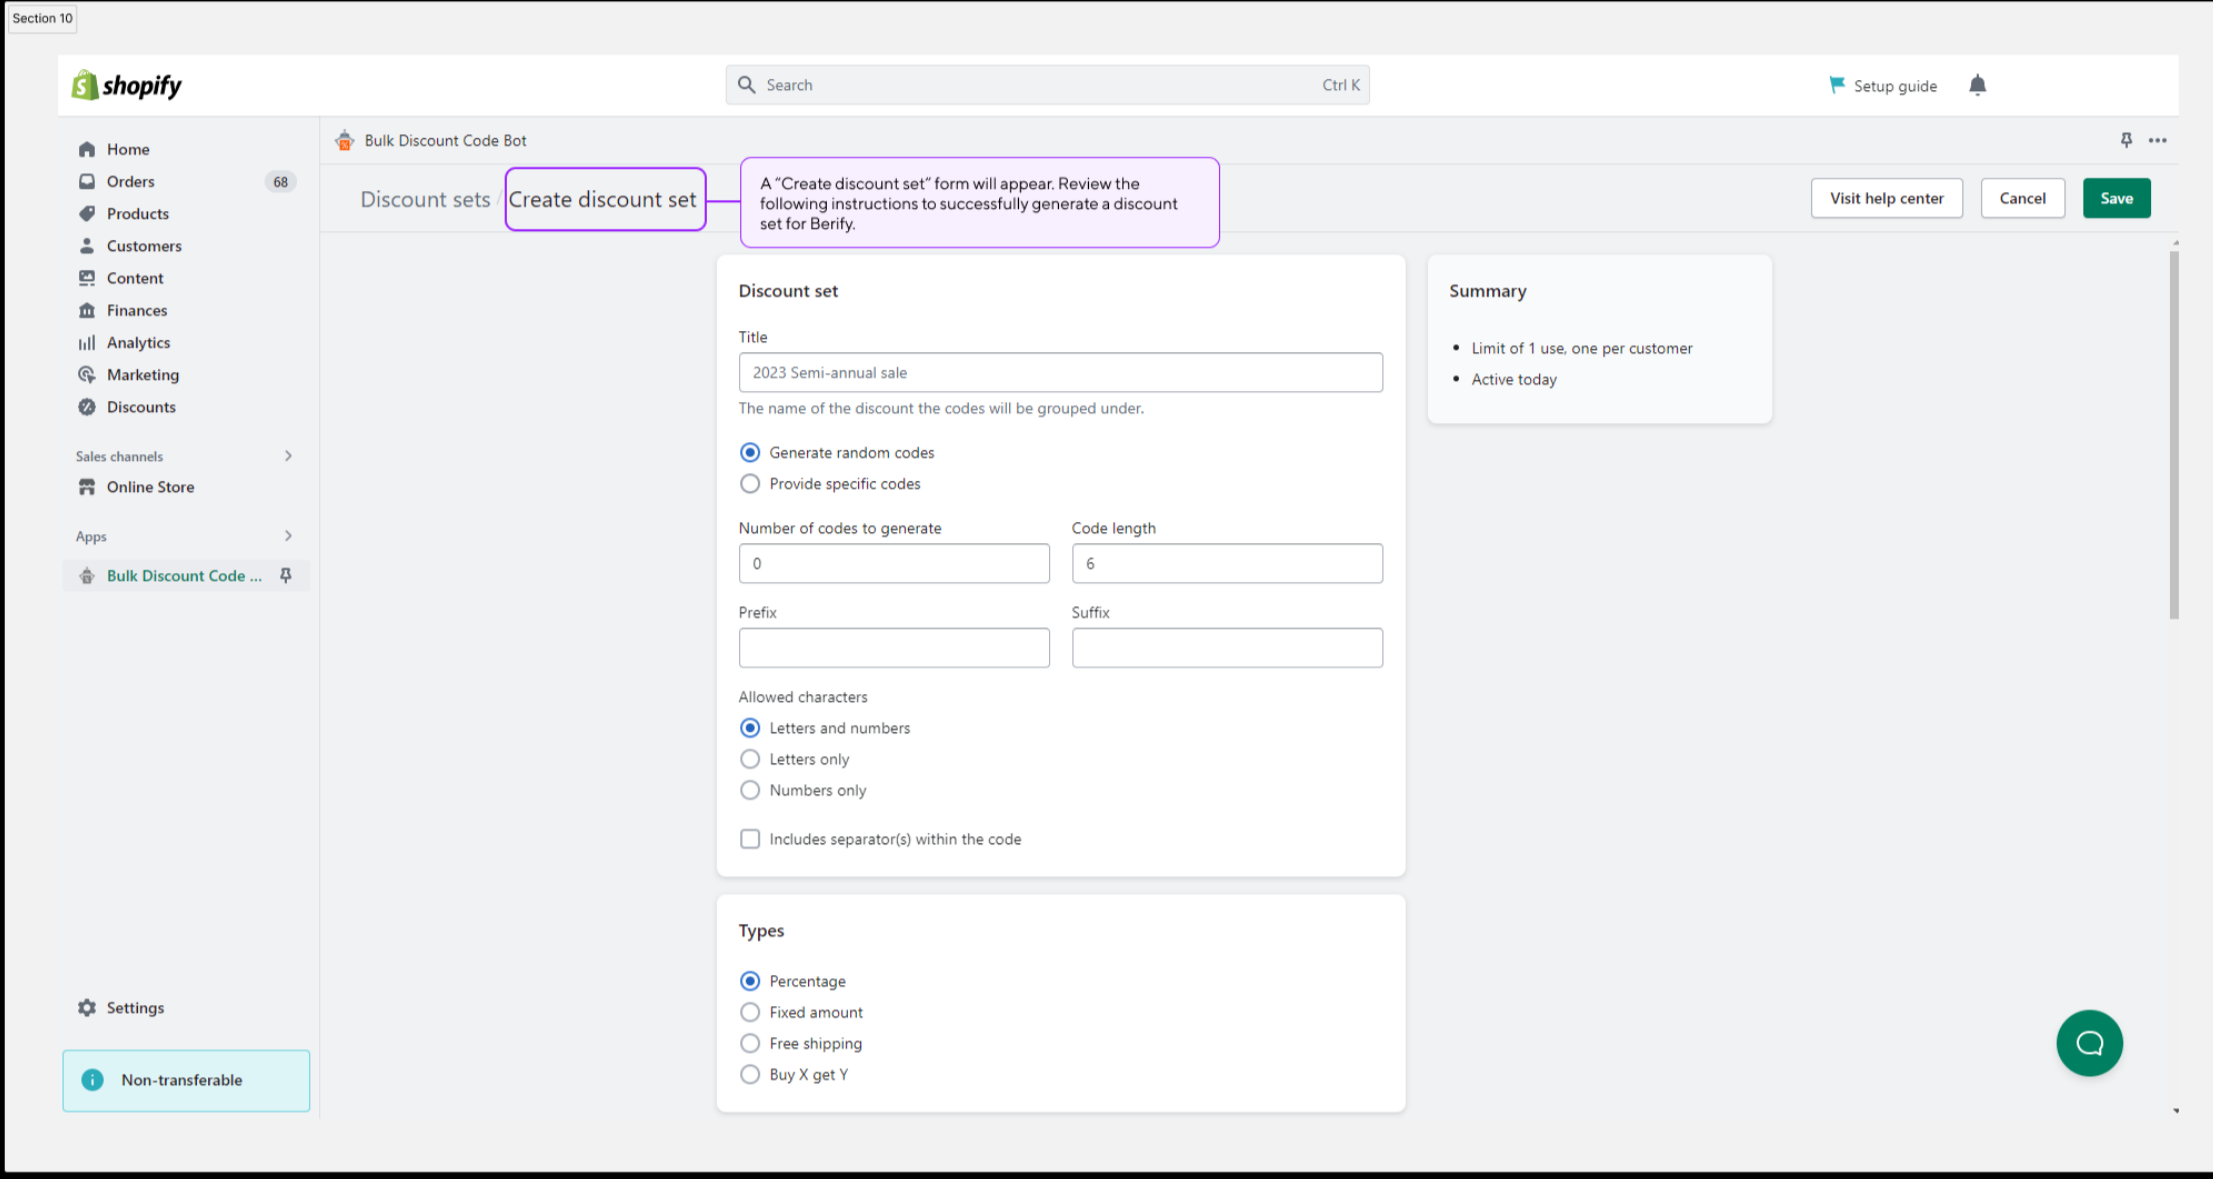 Section 10
shopify
Search
Ctrl K
Setup guide
Home
Orders
68
Products
Customers
Content
Finances
Analytics
Marketing
Discounts
Sales channels
Online Store
Apps
Bulk Discount Code ...
Settings
Non-transferable
Bulk Discount Code Bot
Discount sets / Create discount set
A “Create discount set” form will appear. Review the
following instructions to successfully generate a discount
set for Berify.
Visit help center
Cancel
Save
Discount set
Title
2023 Semi-annual sale
The name of the discount the codes will be grouped under.
Generate random codes
Provide specific codes
Number of codes to generate
Code length
0
6
Prefix
Suffix
Allowed characters
Letters and numbers
Letters only
Numbers only
Includes separator(s) within the code
Types
Percentage
Fixed amount
Free shipping
Buy X get Y
Summary
• Limit of 1 use, one per customer
• Active today